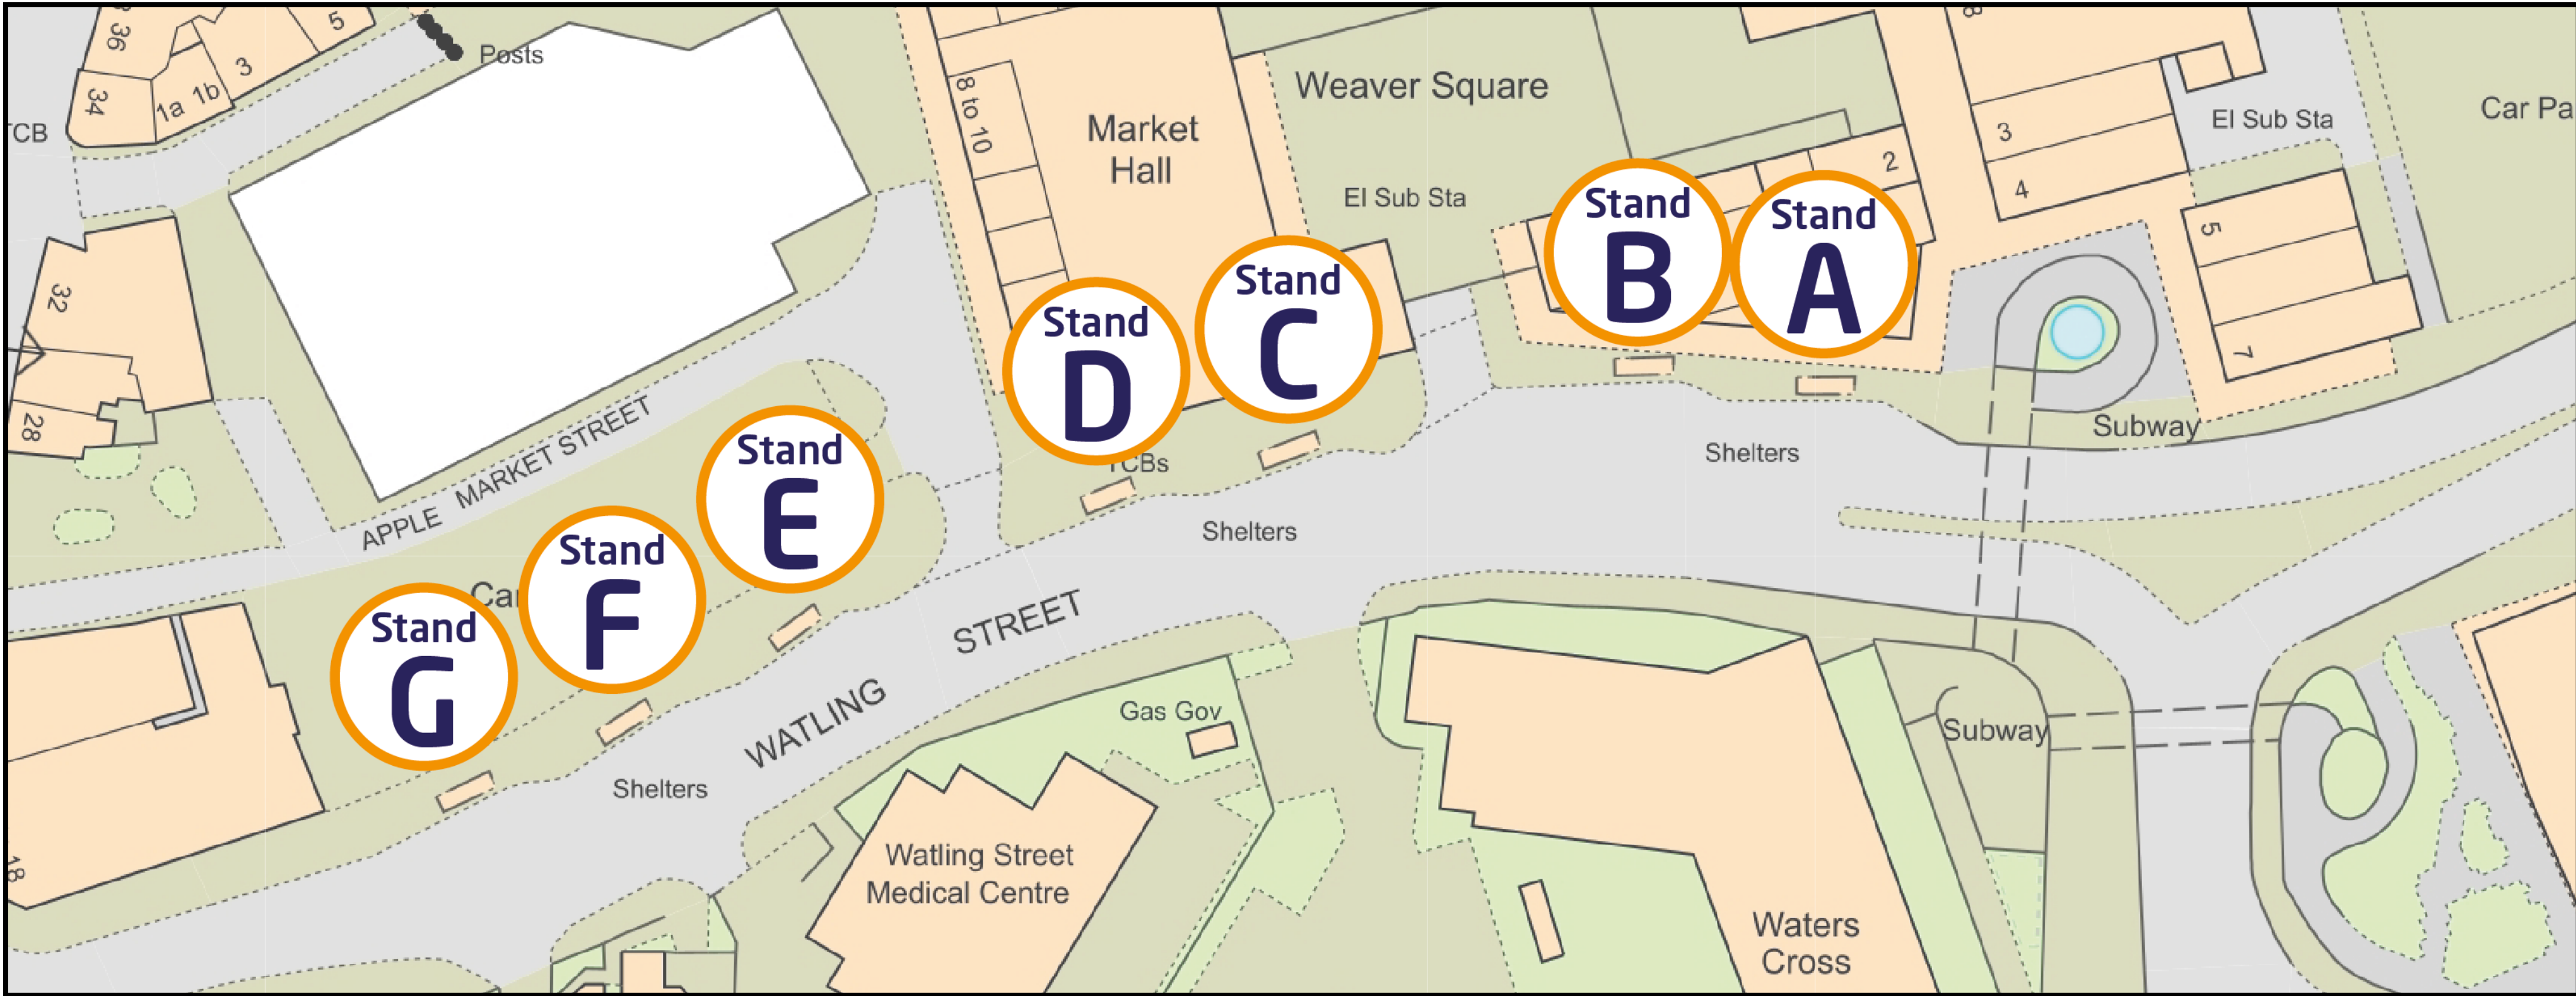 36
5
Posts
3
1b
1a
34
TCB
8 to 10
Market
Hall
Weaver Square
El Sub Sta
8
3
4
2
El Sub Sta
Car Pa
Stand
B
Stand
A
Stand
C
Stand
D
5
7
32
28
Subway
APPLE MARKET STREET
Stand
E
TCBs
Shelters
Shelters
Stand
F
Car
Stand
G
STREET
WATLING
Gas Gov
Subway
Shelters
Watling Street
Medical Centre
18
Waters
Cross